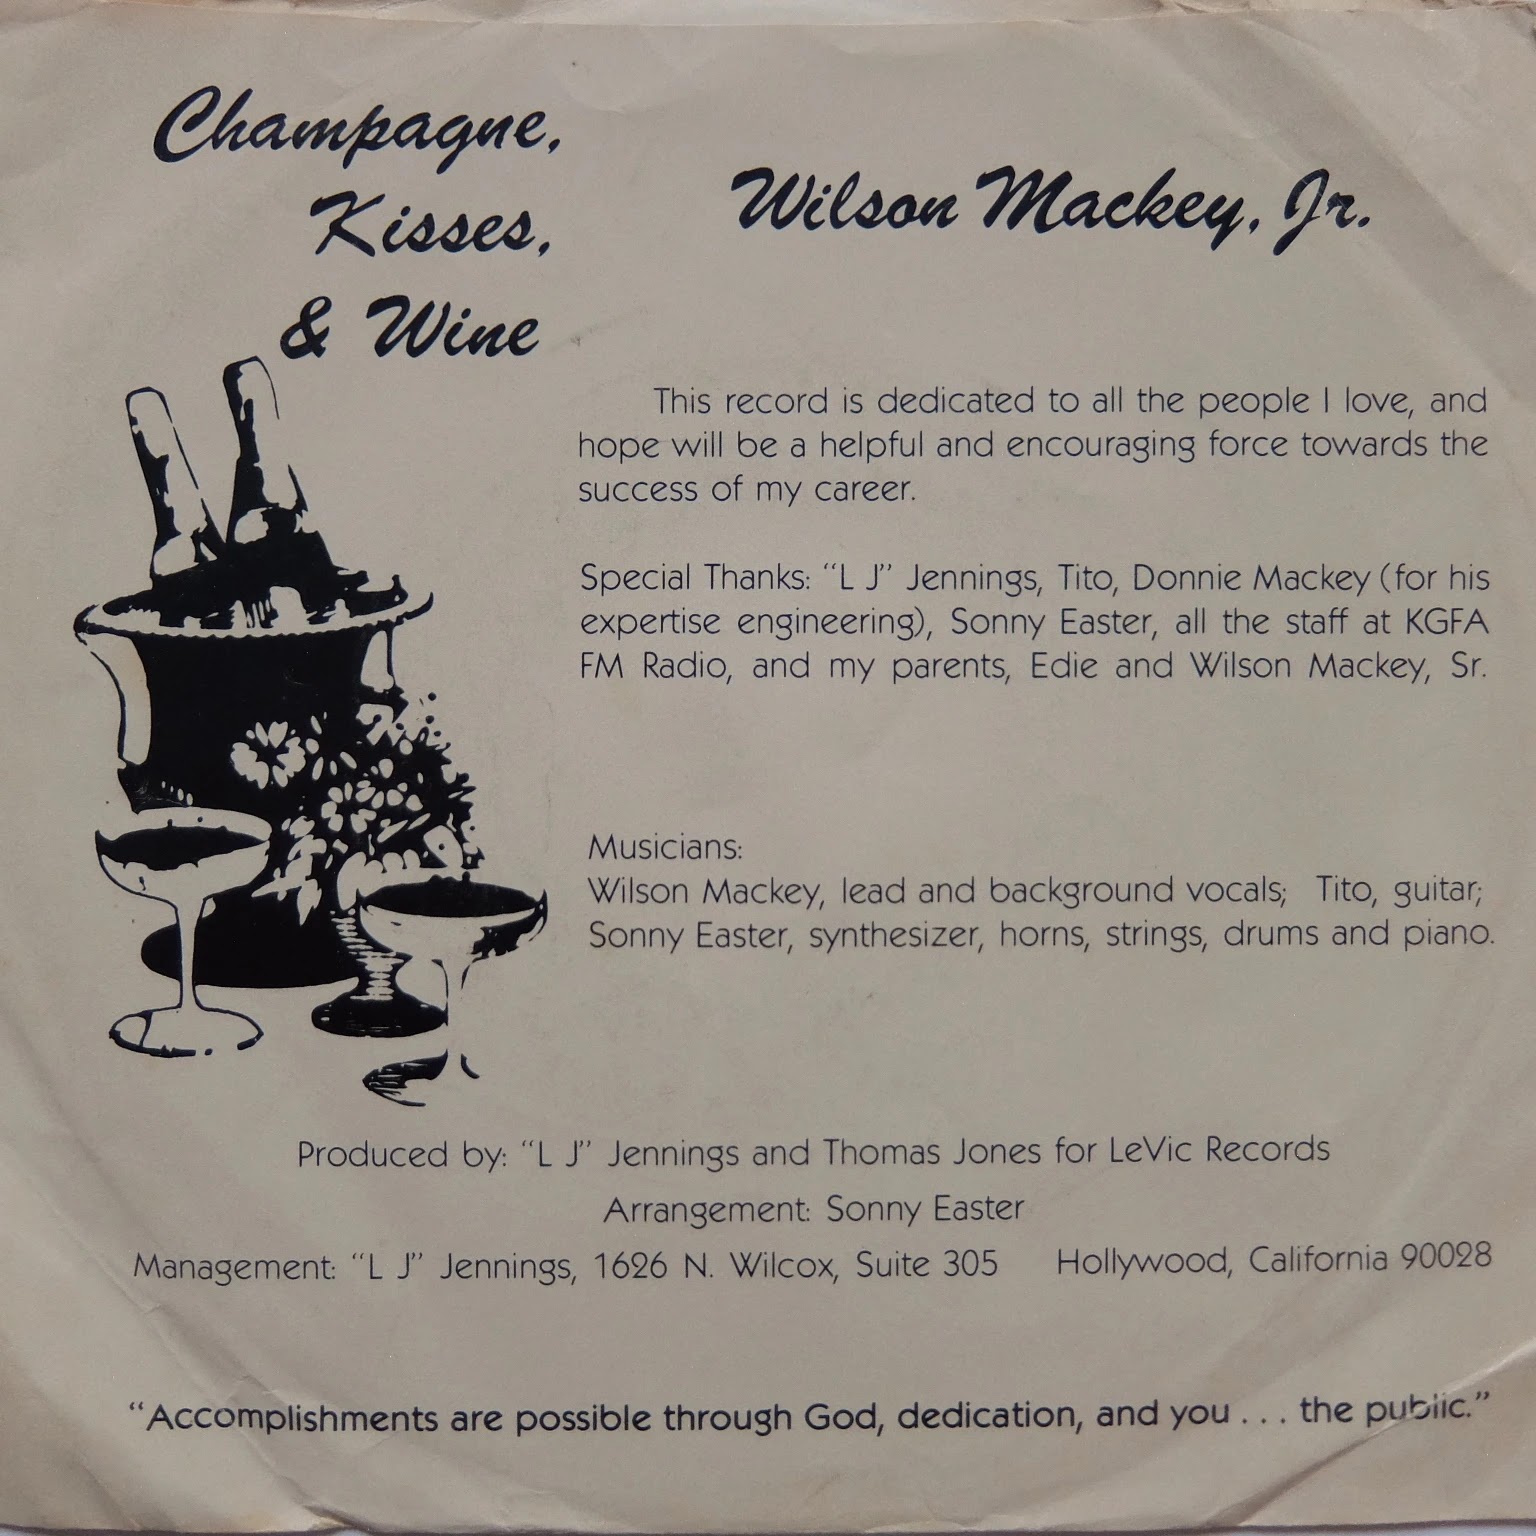 Champagne,
Kisses,
& Wine
Wilson Mackey, Jr.
This record is dedicated to all the people I love, and
hope will be a helpful and encouraging force towards the
success of my career.
Special Thanks: “L J” Jennings, Tito, Donnie Mackey (for his
expertise engineering), Sonny Easter, all the staff at KGFA
FM Radio, and my parents, Edie and Wilson Mackey, Sr.
Musicians:
Wilson Mackey, lead and background vocals; Tito, guitar;
Sonny Easter, synthesizer, horns, strings, drums and piano.
Produced by: “L J” Jennings and Thomas Jones for LeVic Records
Arrangement: Sonny Easter
Management: “L J” Jennings, 1626 N. Wilcox, Suite 305 Hollywood, California 90028
“Accomplishments are possible through God, dedication, and you . . . the public.”